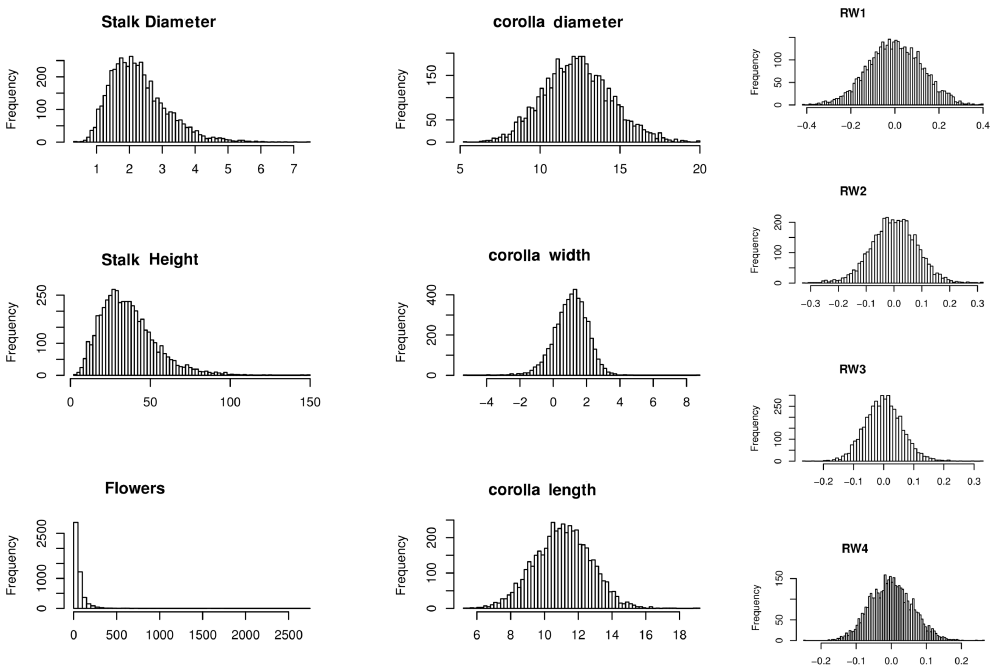 Stalk Diameter
Frequency
0
100
200
1 2 3 4 5 6 7
Stalk Height
Frequency
0
100
250
0 50 100 150
Flowers
Frequency
0
1000
2500
0 500 1000 1500 2000 2500
corolla diameter
Frequency
0
50
150
5 10 15 20
corolla width
Frequency
0
200
400
−4 −2 0 2 4 6 8
corolla length
Frequency
0
100
200
6 8 10 12 14 16 18
RW1
Frequency
0
50
100
−0.4 −0.2 0.0 0.2 0.4
RW2
Frequency
0
100
200
−0.3 −0.2 −0.1 0.0 0.1 0.2 0.3
RW3
Frequency
0
100
250
−0.2 −0.1 0.0 0.1 0.2 0.3
RW4
Frequency
0
50
150
−0.2 −0.1 0.0 0.1 0.2